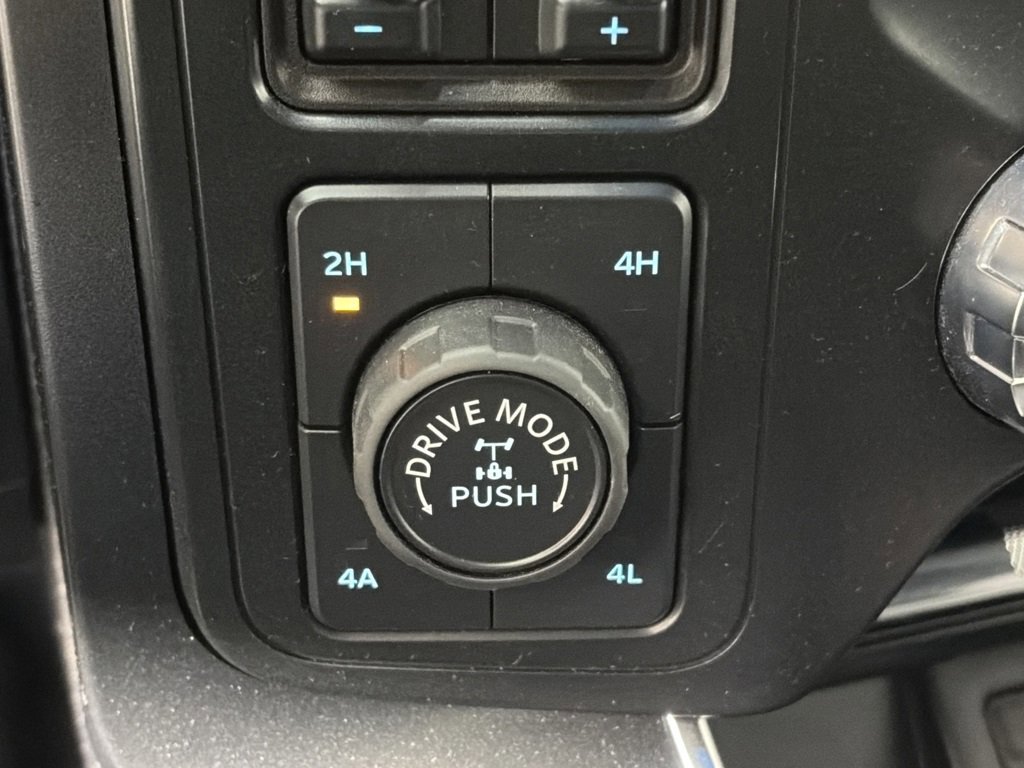 - +
2H 4H
DRIVE MODE
PUSH
4A 4L